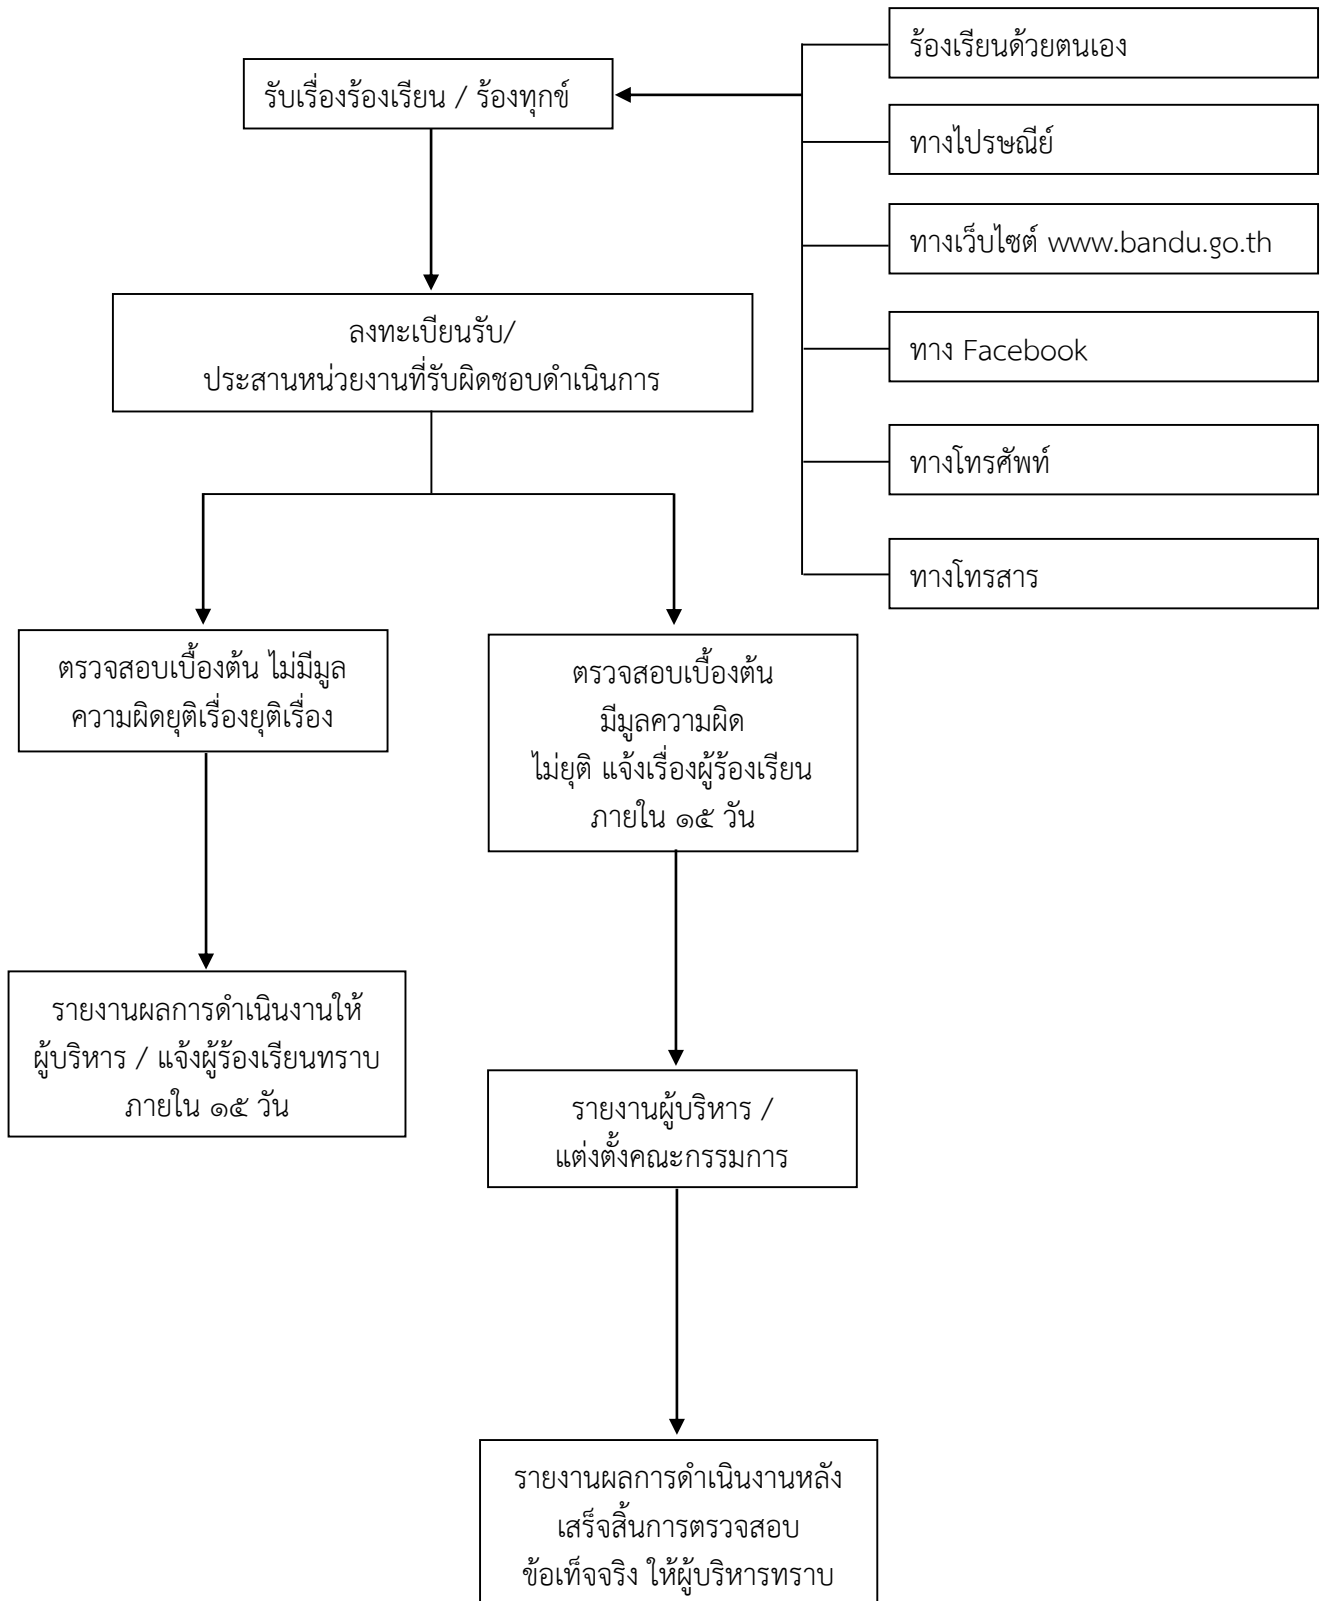 รับเรื่องร้องเรียน / ร้องทุกข์
ร้องเรียนด้วยตนเอง
ทางไปรษณีย์
ทางเว็บไซต์ www.bandu.go.th
ทาง Facebook
ทางโทรศัพท์
ทางโทรสาร
ลงทะเบียนรับ/
ประสานหน่วยงานที่รับผิดชอบดำเนินการ
ตรวจสอบเบื้องต้น ไม่มีมูล
ความผิดยุติเรื่องยุติเรื่อง
ตรวจสอบเบื้องต้น
มีมูลความผิด
ไม่ยุติ แจ้งเรื่องผู้ร้องเรียน
ภายใน ๑๕ วัน
รายงานผลการดำเนินงานให้
ผู้บริหาร / แจ้งผู้ร้องเรียนทราบ
ภายใน ๑๕ วัน
รายงานผู้บริหาร /
แต่งตั้งคณะกรรมการ
รายงานผลการดำเนินงานหลัง
เสร็จสิ้นการตรวจสอบ
ข้อเท็จจริง ให้ผู้บริหารทราบ